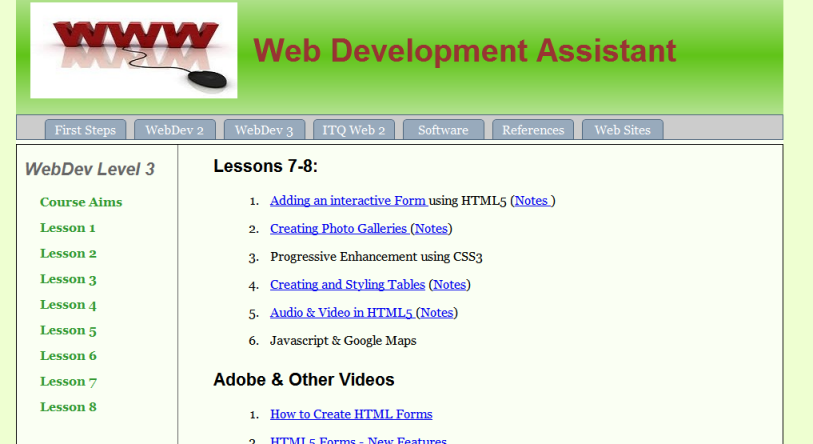 WWW
Web Development Assistant
First Steps WebDev 2 WebDev 3 ITQ Web 2 Software References Web Sites
WebDev Level 3
Course Aims
Lesson 1
Lesson 2
Lesson 3
Lesson 4
Lesson 5
Lesson 6
Lesson 7
Lesson 8
Lessons 7-8:
1. Adding an interactive Form using HTML5 (Notes )
2. Creating Photo Galleries (Notes)
3. Progressive Enhancement using CSS3
4. Creating and Styling Tables (Notes)
5. Audio & Video in HTML5 (Notes)
6. Javascript & Google Maps
Adobe & Other Videos
1. How to Create HTML Forms
2. HTML5 Forms - New Features